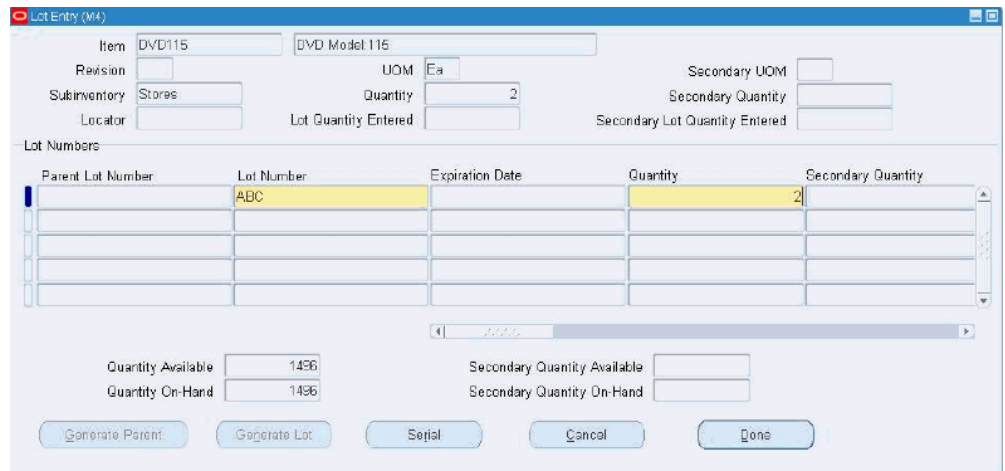 Lot Entry (M4)
Item DVD115 DVD Model:115
Revision UOM Ea Secondary UOM
Subinventory Stores Quantity 2 Secondary Quantity
Locator Lot Quantity Entered Secondary Lot Quantity Entered
Lot Numbers
Parent Lot Number Lot Number Expiration Date Quantity Secondary Quantity
ABC 2
Quantity Available 1496 Secondary Quantity Available
Quantity On-Hand 1496 Secondary Quantity On-Hand
Generate Parent Generate Lot Serial Cancel Done